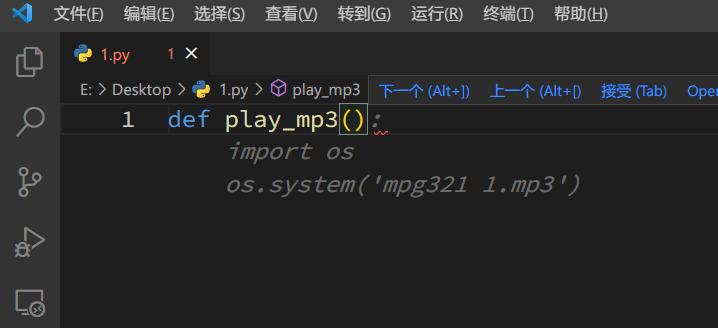 文件(F) 编辑(E) 选择(S) 查看(V) 转到(G) 运行(R) 终端(T) 帮助(H)
1.py 1 ×
E: > Desktop > 1.py > play_mp3 下一个 (Alt+]) 上一个 (Alt+[) 接受 (Tab) Open
1 def play_mp3():
import os
os.system('mpg321 1.mp3')